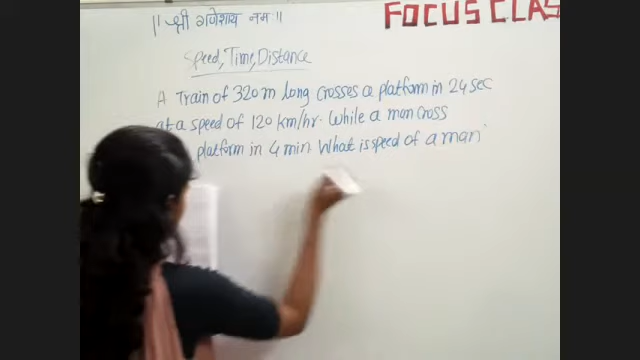 ॥ श्री गणेशाय नमः ॥
FOCUS CLAS
Speed, Time, Distance
A Train of 320 m long Crosses a platform in 24 sec
at a speed of 120 km/hr. While a man cross
platform in 4 min. What is speed of a man